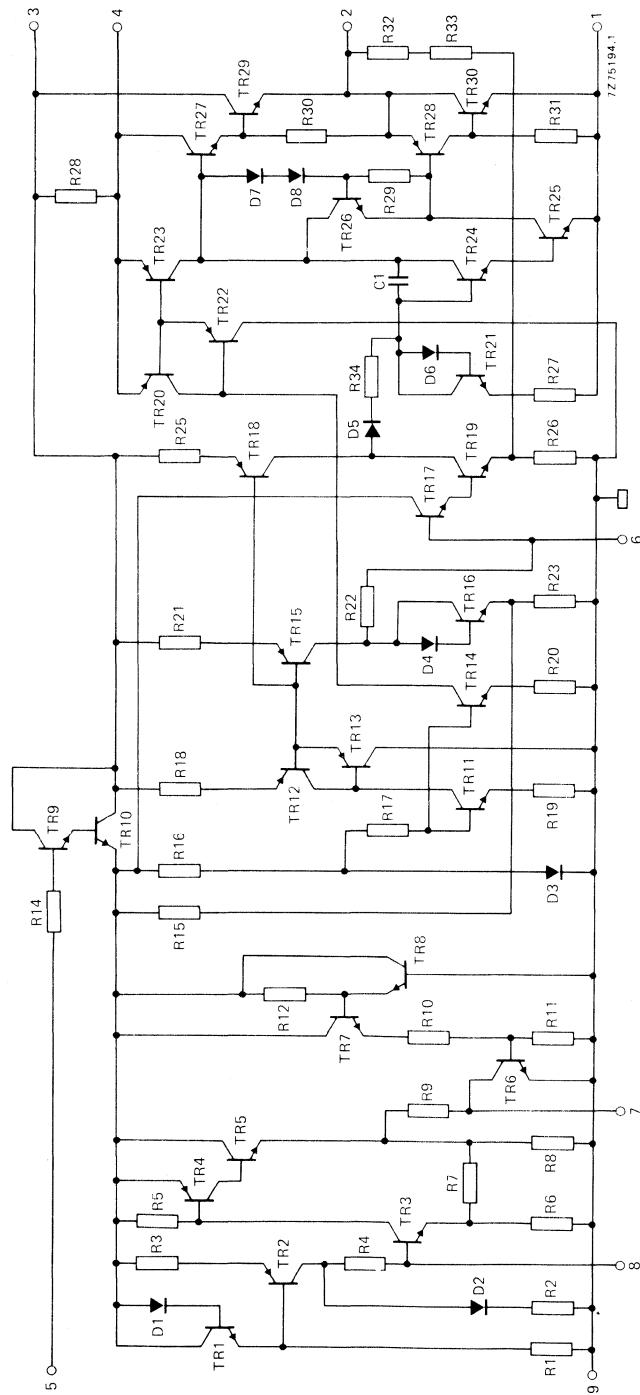 3
4
2
1
5
9
8
7
6
R28
R32
R33
TR29
TR27
R30
TR30
TR28
R31
D7
D8
R29
TR26
TR25
TR23
TR24
C1
TR22
TR20
TR21
D6
R34
R27
R25
TR18
D5
TR19
R26
TR17
R21
TR15
R22
D4
TR16
R23
TR14
R20
R18
TR13
TR12
TR11
R17
R19
TR9
TR10
R14
R16
R15
D3
R12
TR8
TR7
R10
R11
TR6
R9
TR5
TR4
R5
R7
R8
TR3
R6
R3
TR2
R4
D2
R2
D1
TR1
R1
7Z75194.1